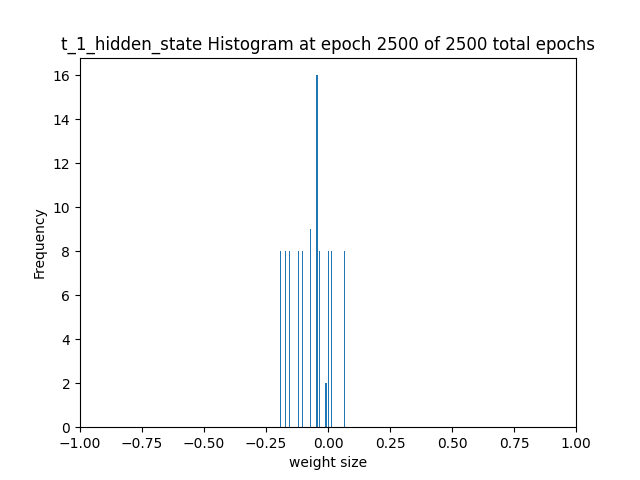 t_1_hidden_state Histogram at epoch 2500 of 2500 total epochs
16
14
12
10
8
6
4
2
0
Frequency
−1.00 −0.75 −0.50 −0.25 0.00 0.25 0.50 0.75 1.00
weight size